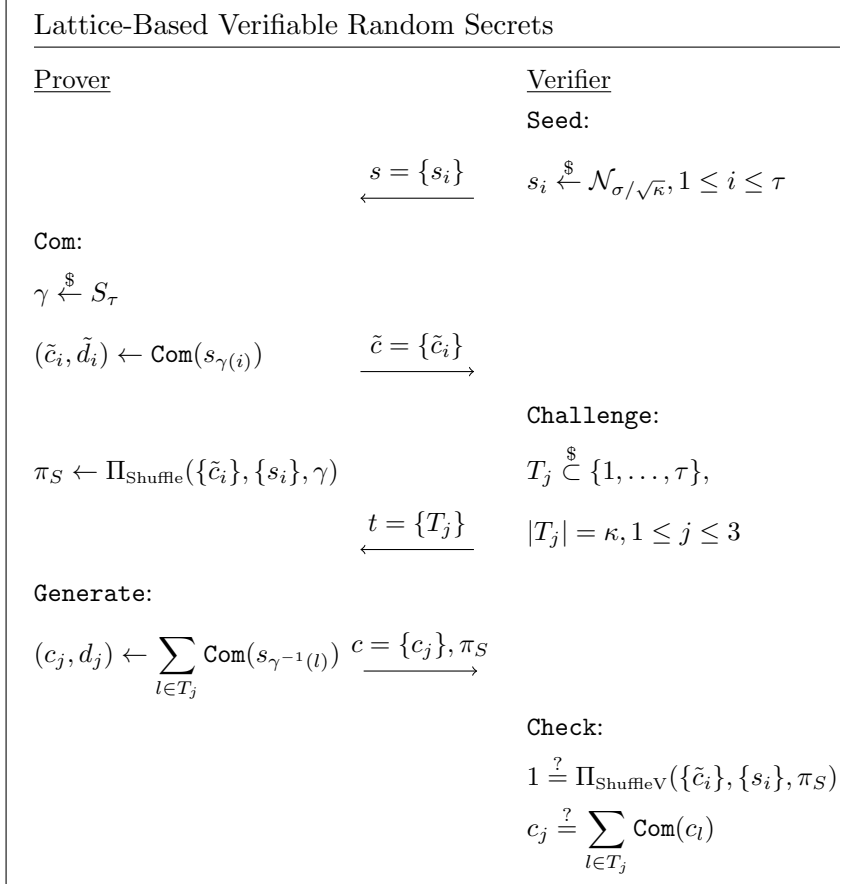 Lattice-Based Verifiable Random Secrets
Prover Verifier
Seed:
s = {s_i} s_i ←$ 𝒩_{σ/√κ}, 1 ≤ i ≤ τ
Com:
γ ←$ S_τ
(c̃_i, d̃_i) ← Com(s_{γ(i)}) c̃ = {c̃_i}
Challenge:
π_S ← Π_Shuffle({c̃_i}, {s_i}, γ) T_j ⊂$ {1, . . . , τ},
t = {T_j} |T_j| = κ, 1 ≤ j ≤ 3
Generate:
(c_j, d_j) ← ∑_{l∈T_j} Com(s_{γ^{−1}(l)}) c = {c_j}, π_S
Check:
1 =? Π_ShuffleV({c̃_i}, {s_i}, π_S)
c_j =? ∑_{l∈T_j} Com(c_l)